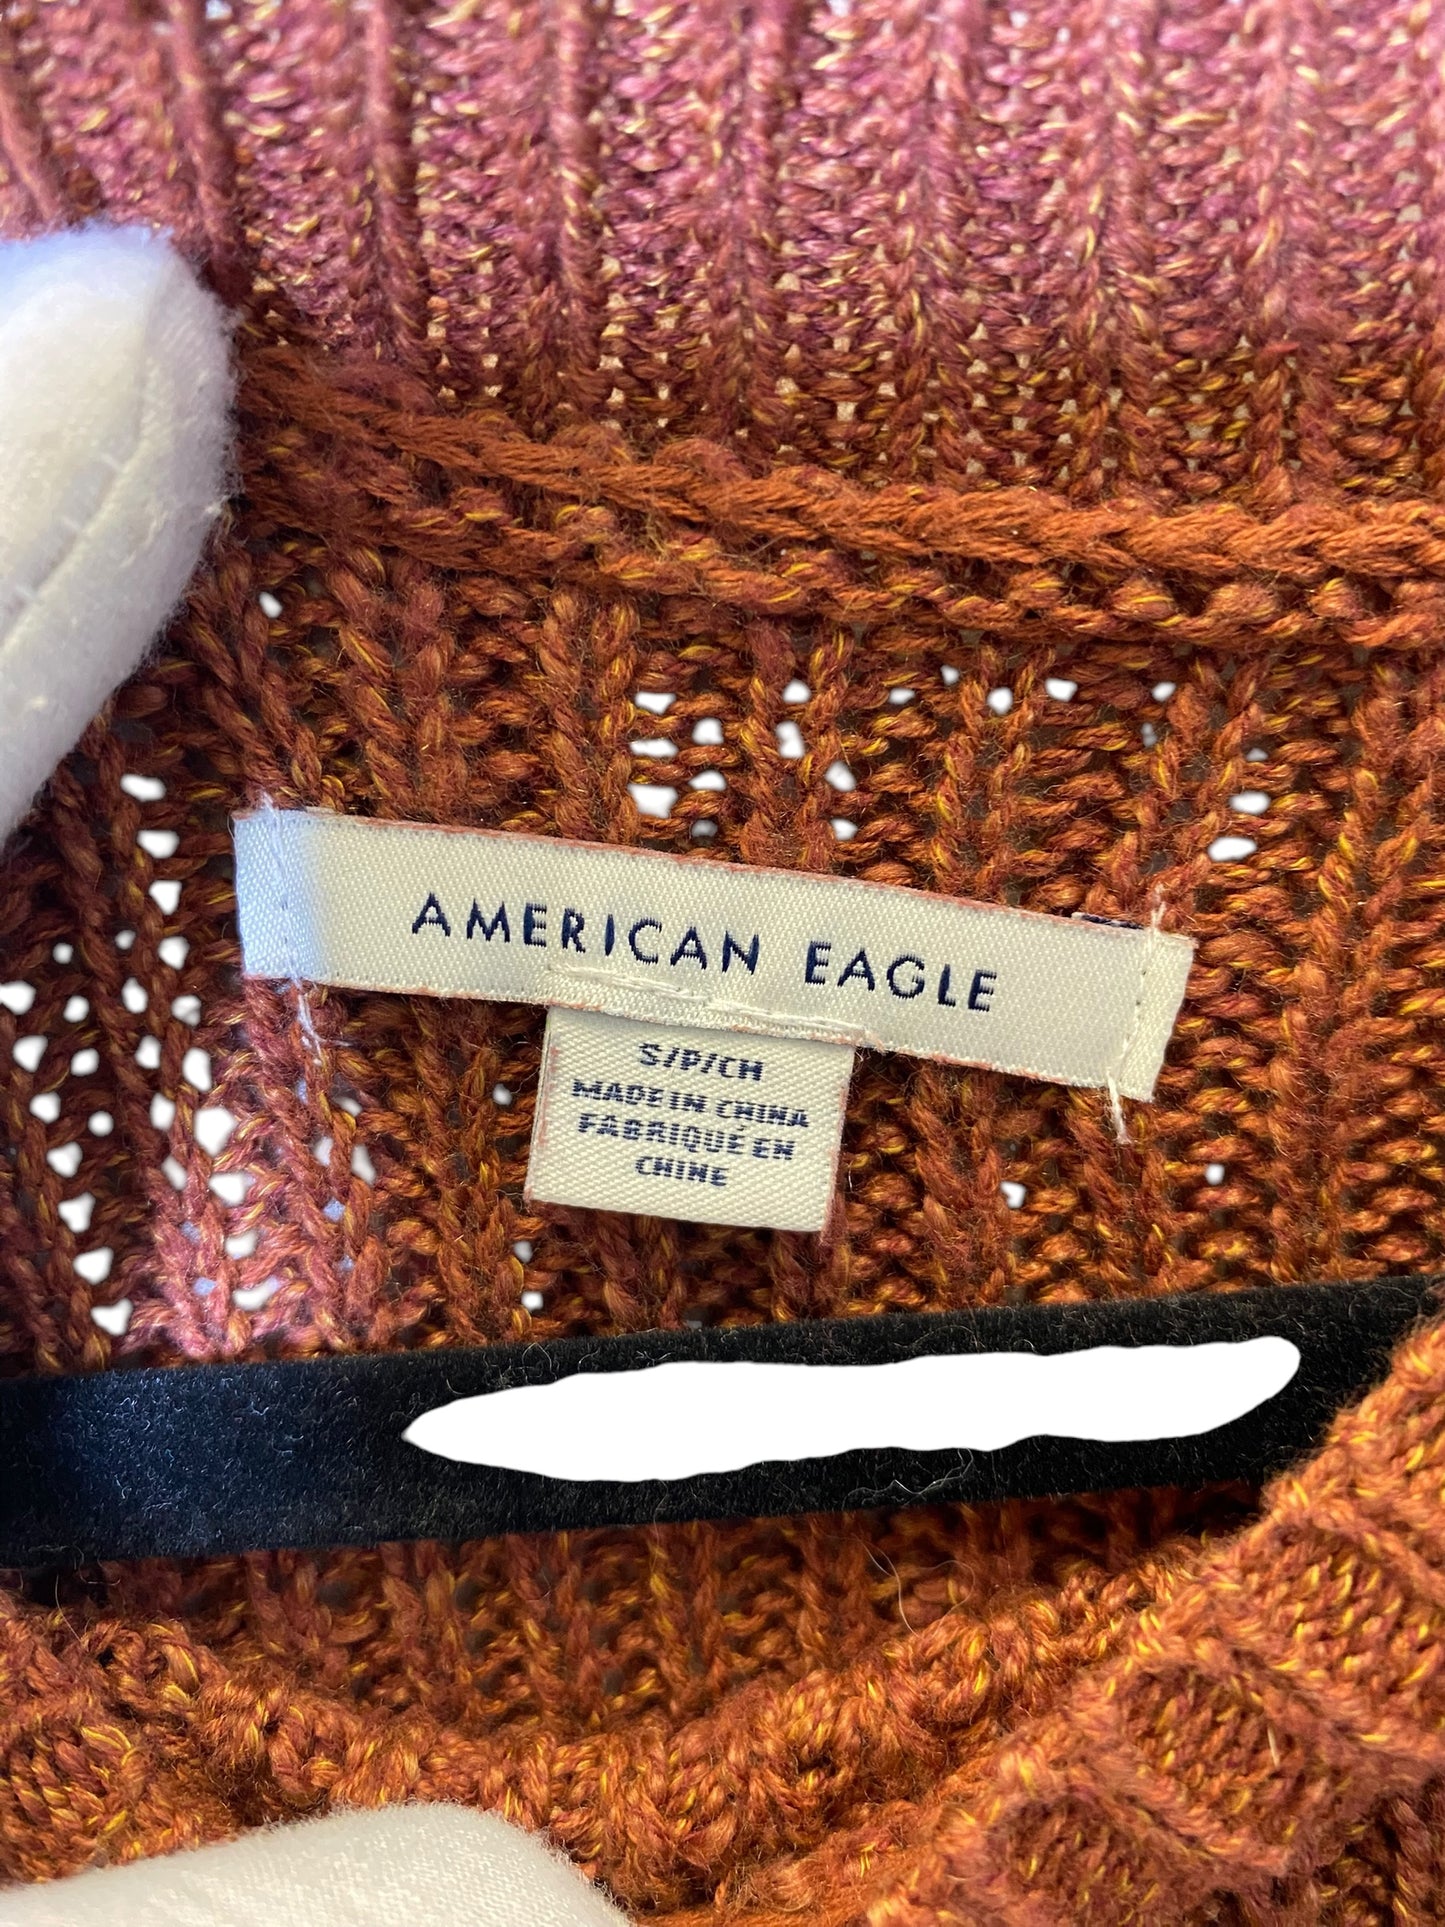 AMERICAN EAGLE
S/P/CH
MADE IN CHINA
FABRIQUÉ EN
CHINE